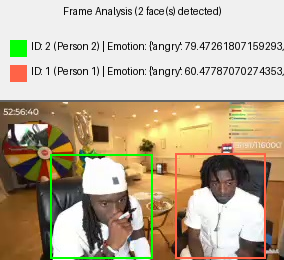 Frame Analysis (2 face(s) detected)
ID: 2 (Person 2) | Emotion: {'angry': 79.47261807159293,
ID: 1 (Person 1) | Emotion: {'angry': 60.47787070274353,
52:56:40